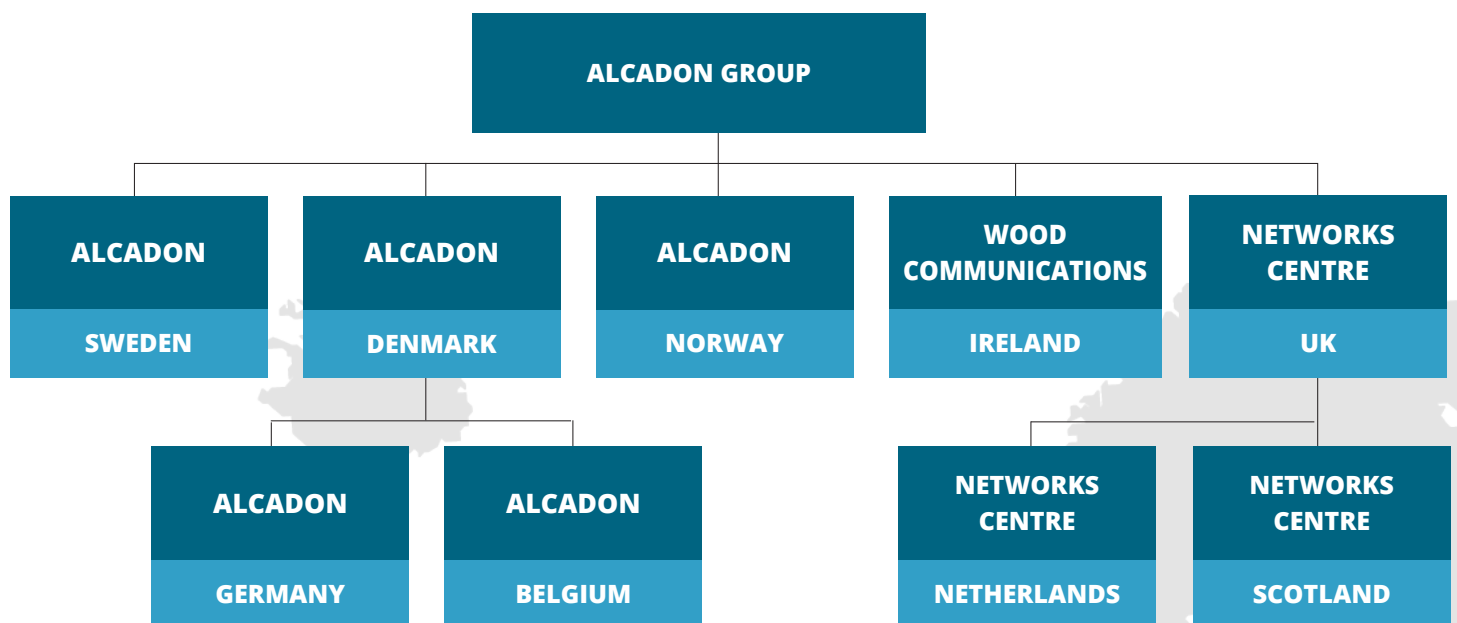 ALCADON GROUP
ALCADON
SWEDEN
ALCADON
DENMARK
ALCADON
NORWAY
WOOD
COMMUNICATIONS
IRELAND
NETWORKS
CENTRE
UK
ALCADON
GERMANY
ALCADON
BELGIUM
NETWORKS
CENTRE
NETHERLANDS
NETWORKS
CENTRE
SCOTLAND